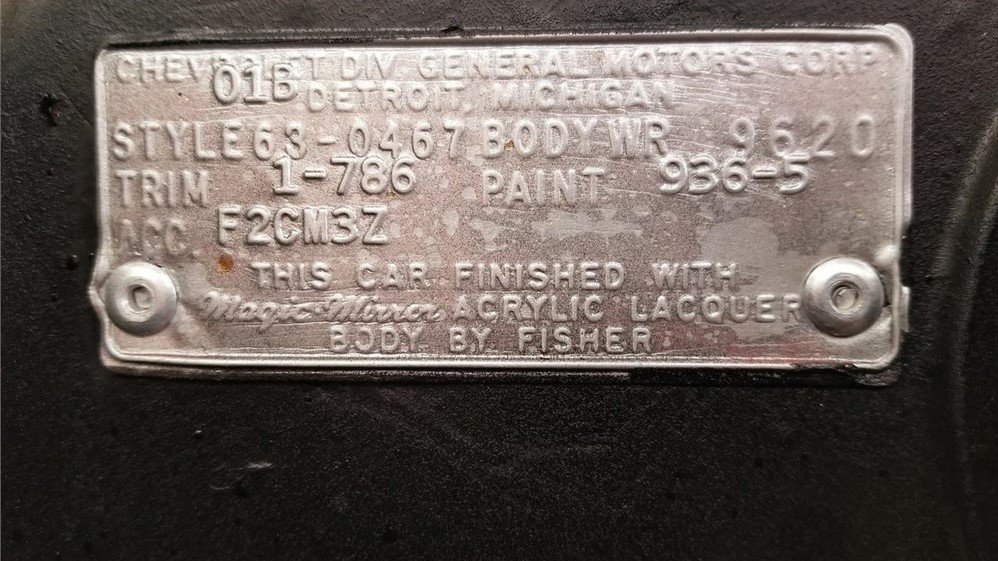 CHEVROLET DIV GENERAL MOTORS CORP
01B DETROIT, MICHIGAN
STYLE 63-0467 BODY WR 9620
TRIM 1-786 PAINT 936-5
ACC. F2CM3Z
THIS CAR FINISHED WITH
Magic-Mirror ACRYLIC LACQUER
BODY BY FISHER